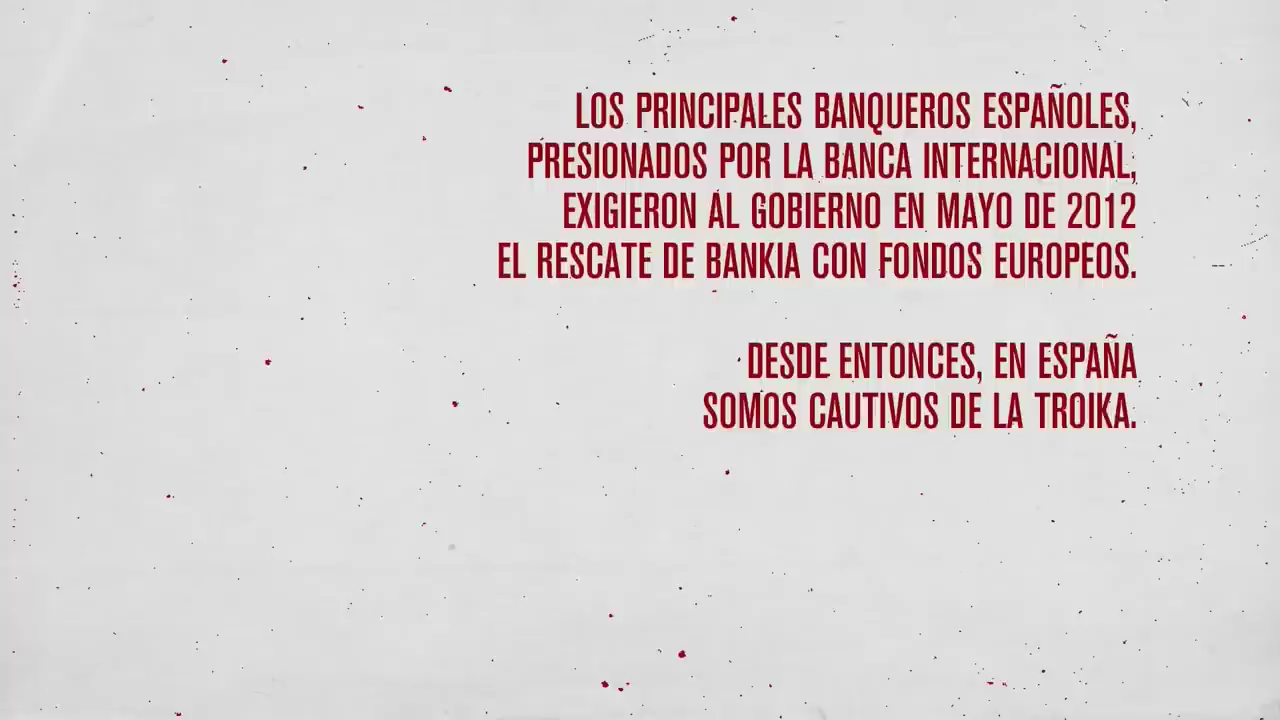 LOS PRINCIPALES BANQUEROS ESPAÑOLES,
PRESIONADOS POR LA BANCA INTERNACIONAL,
EXIGIERON AL GOBIERNO EN MAYO DE 2012
EL RESCATE DE BANKIA CON FONDOS EUROPEOS.
DESDE ENTONCES, EN ESPAÑA
SOMOS CAUTIVOS DE LA TROIKA.